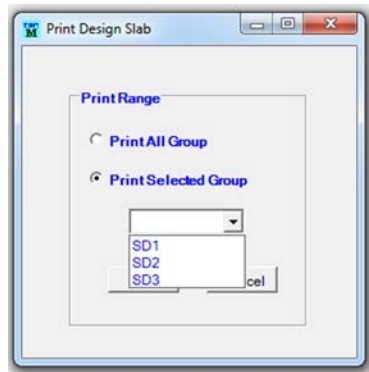 Print Design Slab
Print Range
Print All Group
Print Selected Group
SD1
SD2
SD3
cel